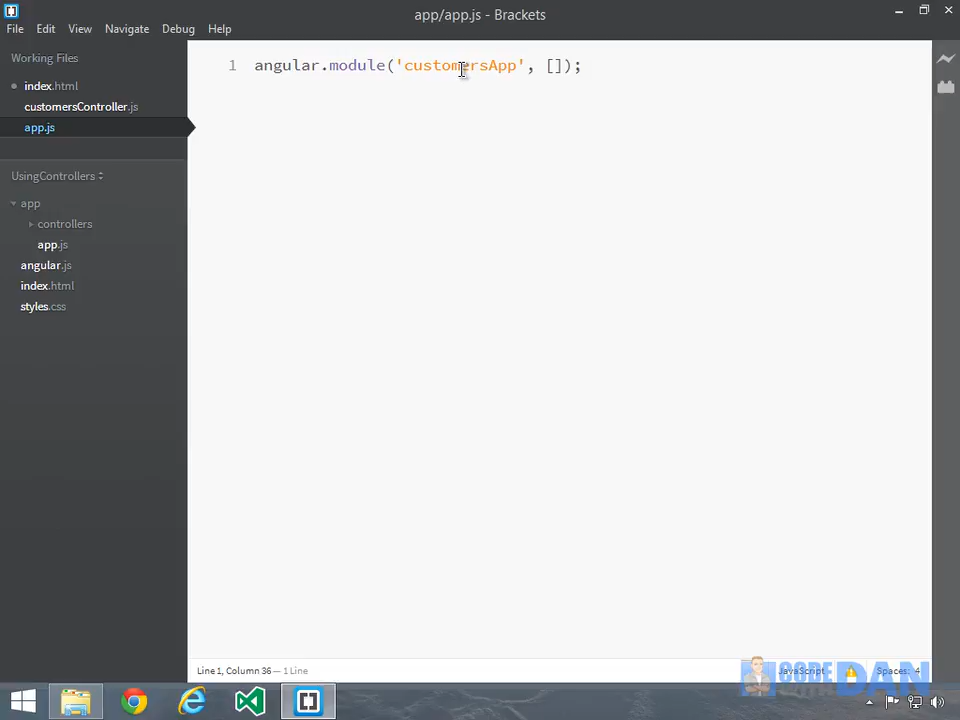 app/app.js - Brackets
File Edit View Navigate Debug Help
Working Files
index.html
customersController.js
app.js
UsingControllers
app
controllers
app.js
angular.js
index.html
styles.css
1 angular.module('customersApp', []);
Line 1, Column 36 — 1 Line
JavaScript
Spaces: 4
CODE
DAN